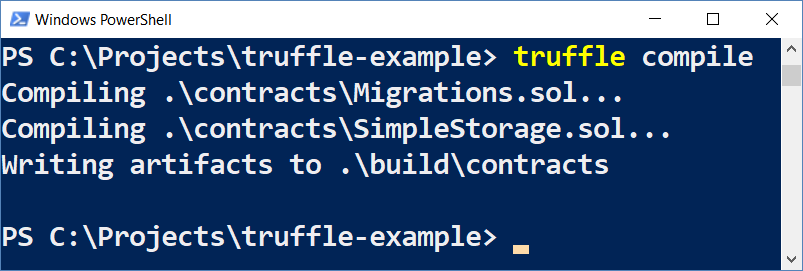 Windows PowerShell
PS C:\Projects\truffle-example> truffle compile
Compiling .\contracts\Migrations.sol...
Compiling .\contracts\SimpleStorage.sol...
Writing artifacts to .\build\contracts
PS C:\Projects\truffle-example>